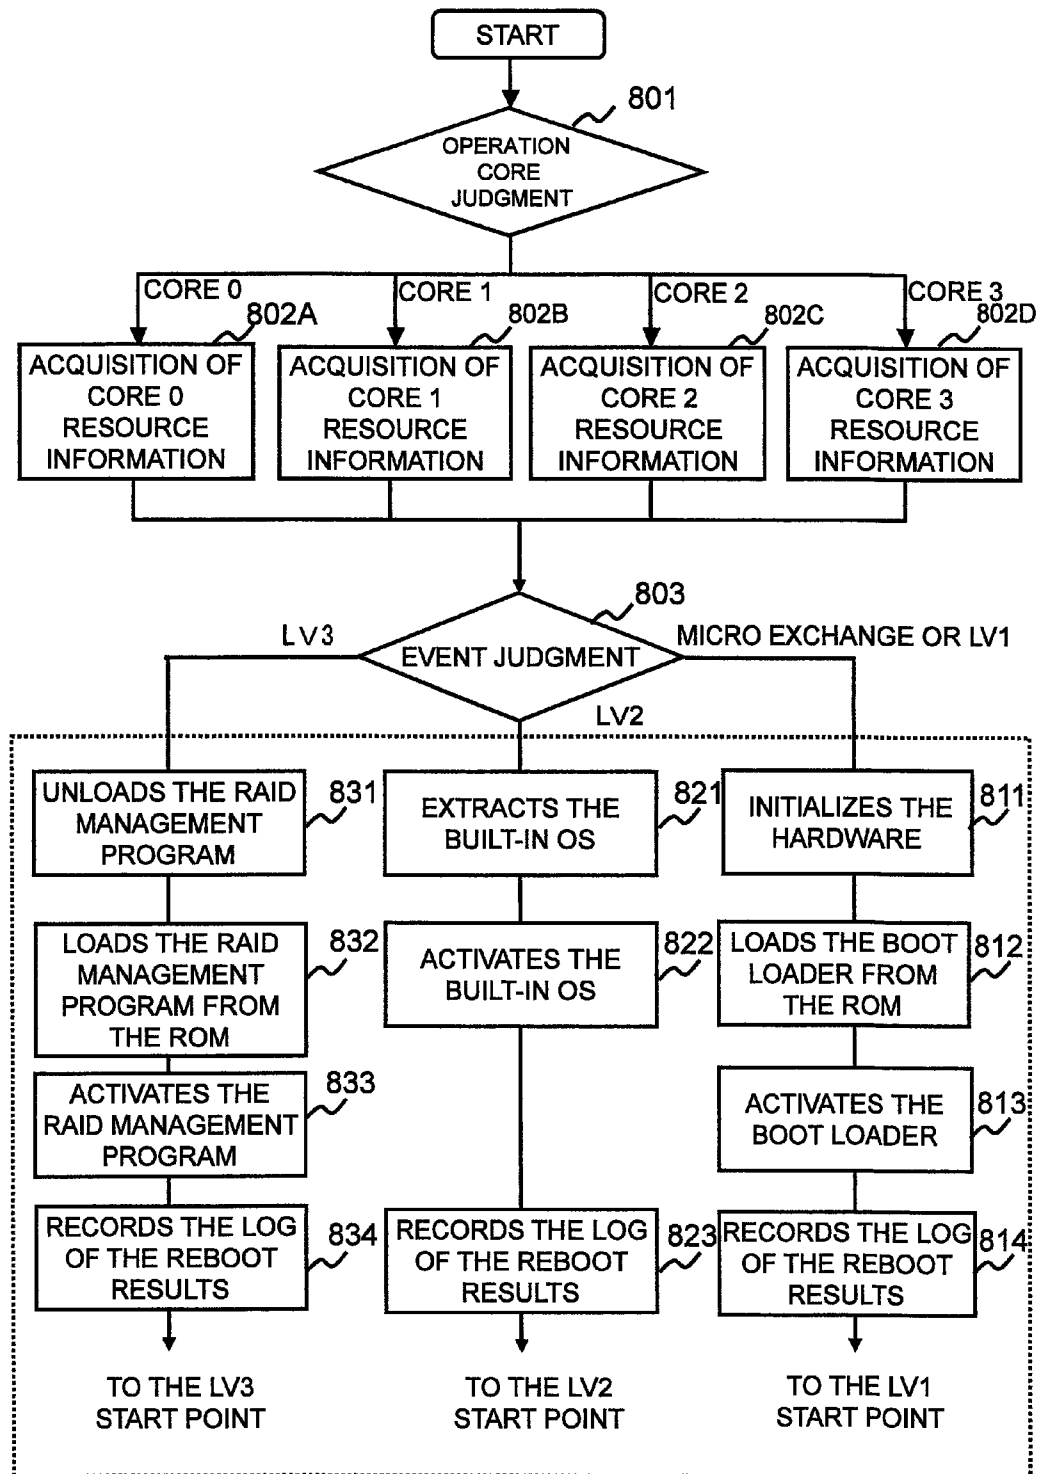 START
801
OPERATION
CORE
JUDGMENT
CORE 0
CORE 1
CORE 2
CORE 3
802A
802B
802C
802D
ACQUISITION OF
CORE 0
RESOURCE
INFORMATION
ACQUISITION OF
CORE 1
RESOURCE
INFORMATION
ACQUISITION OF
CORE 2
RESOURCE
INFORMATION
ACQUISITION OF
CORE 3
RESOURCE
INFORMATION
803
LV3
EVENT JUDGMENT
MICRO EXCHANGE OR LV1
LV2
UNLOADS THE RAID
MANAGEMENT
PROGRAM
831
EXTRACTS THE
BUILT-IN OS
821
INITIALIZES THE
HARDWARE
811
LOADS THE RAID
MANAGEMENT
PROGRAM FROM
THE ROM
832
ACTIVATES THE
BUILT-IN OS
822
LOADS THE BOOT
LOADER FROM
THE ROM
812
ACTIVATES THE
RAID MANAGEMENT
PROGRAM
833
ACTIVATES THE
BOOT LOADER
813
RECORDS THE LOG
OF THE REBOOT
RESULTS
834
RECORDS THE LOG
OF THE REBOOT
RESULTS
823
RECORDS THE LOG
OF THE REBOOT
RESULTS
814
TO THE LV3
START POINT
TO THE LV2
START POINT
TO THE LV1
START POINT